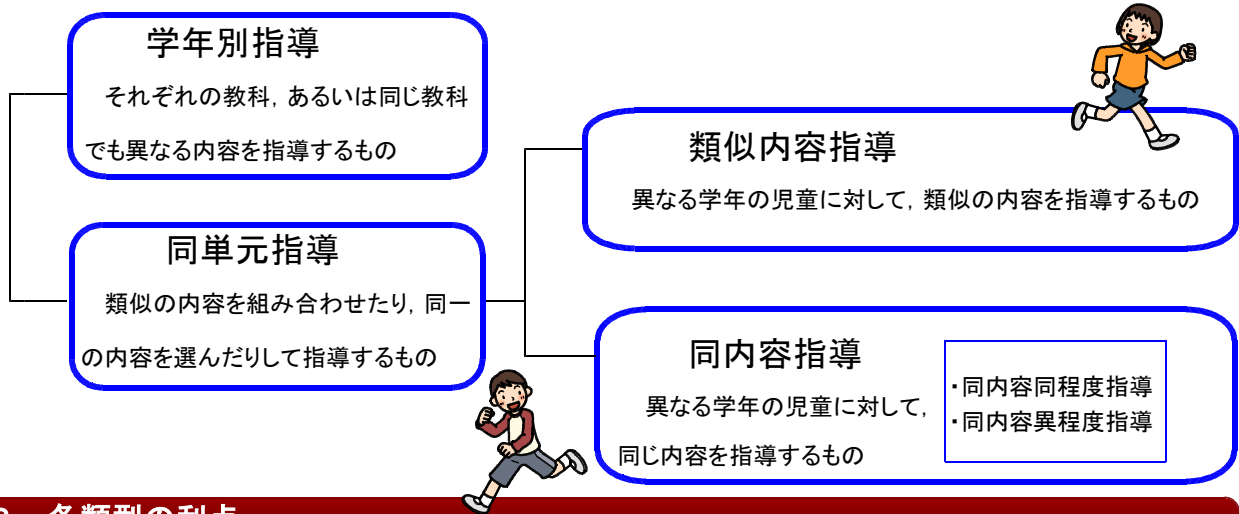 学年別指導
それぞれの教科，あるいは同じ教科
でも異なる内容を指導するもの
同単元指導
類似の内容を組み合わせたり，同一
の内容を選んだりして指導するもの
類似内容指導
異なる学年の児童に対して，類似の内容を指導するもの
同内容指導
異なる学年の児童に対して，
同じ内容を指導するもの
・同内容同程度指導
・同内容異程度指導
各類型の利点